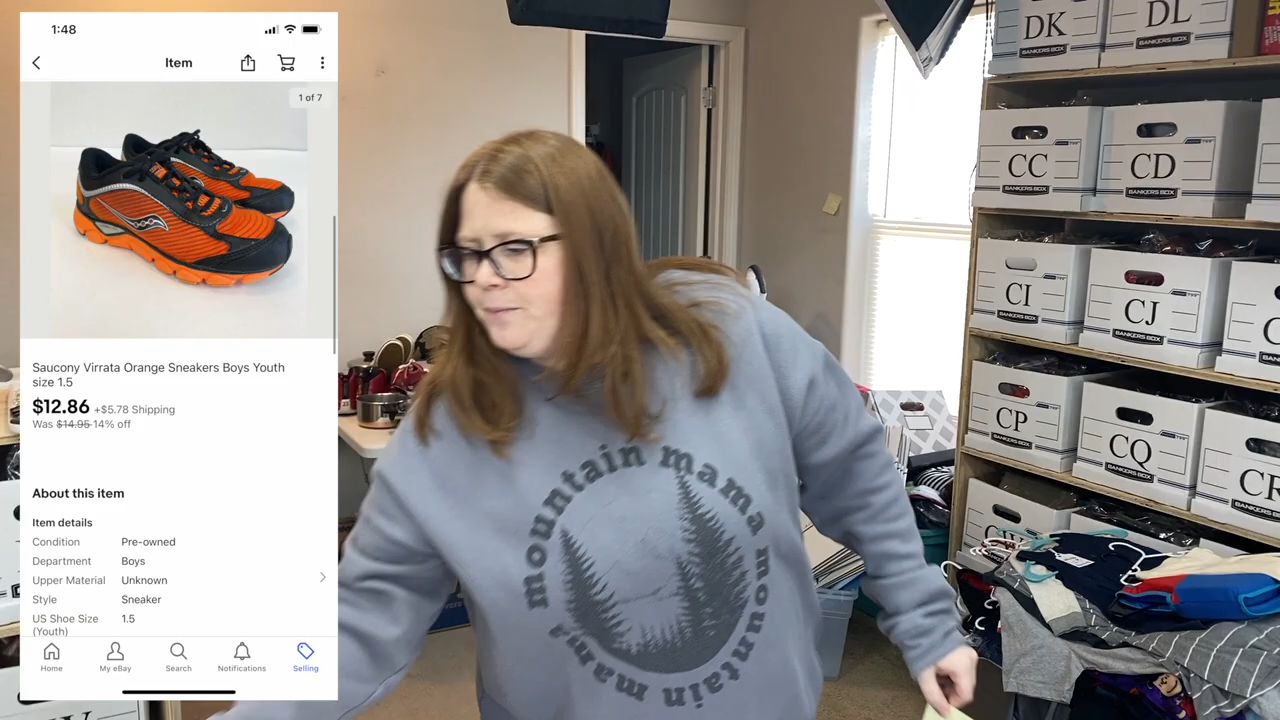 1:48
Item
1 of 7
Saucony Virrata Orange Sneakers Boys Youth
size 1.5
$12.86 +$5.78 Shipping
Was $14.95 14% off
About this item
Item details
Condition Pre-owned
Department Boys
Upper Material Unknown
Style Sneaker
US Shoe Size 1.5
(Youth)
Home My eBay Search Notifications Selling
mountain mama mountain mama
DK
BANKERS BOX
DL
BANKERS BOX
CC
BANKERS BOX
CD
BANKERS BOX
CI
BANKERS BOX
CJ
BANKERS BOX
CP
BANKERS BOX
CQ
BANKERS BOX